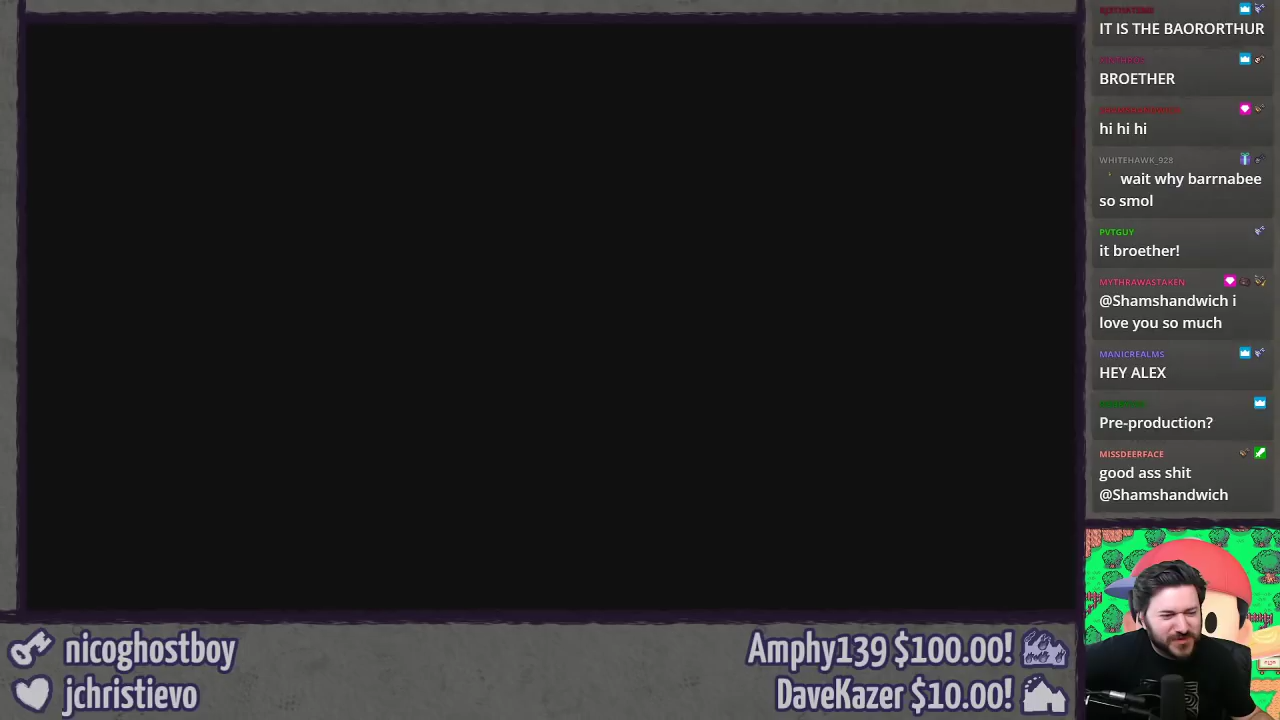 IT IS THE BAORORTHUR
BROETHER
hi hi hi
WHITEHAWK_928
wait why barrnabee
so smol
PVTGUY
it broether!
MYTHRAWASTAKEN
@Shamshandwich i
love you so much
MANICREALMS
HEY ALEX
Pre-production?
MISSDEERFACE
good ass shit
@Shamshandwich
nicoghostboy
jchristievo
Amphy139 $100.00!
DaveKazer $10.00!